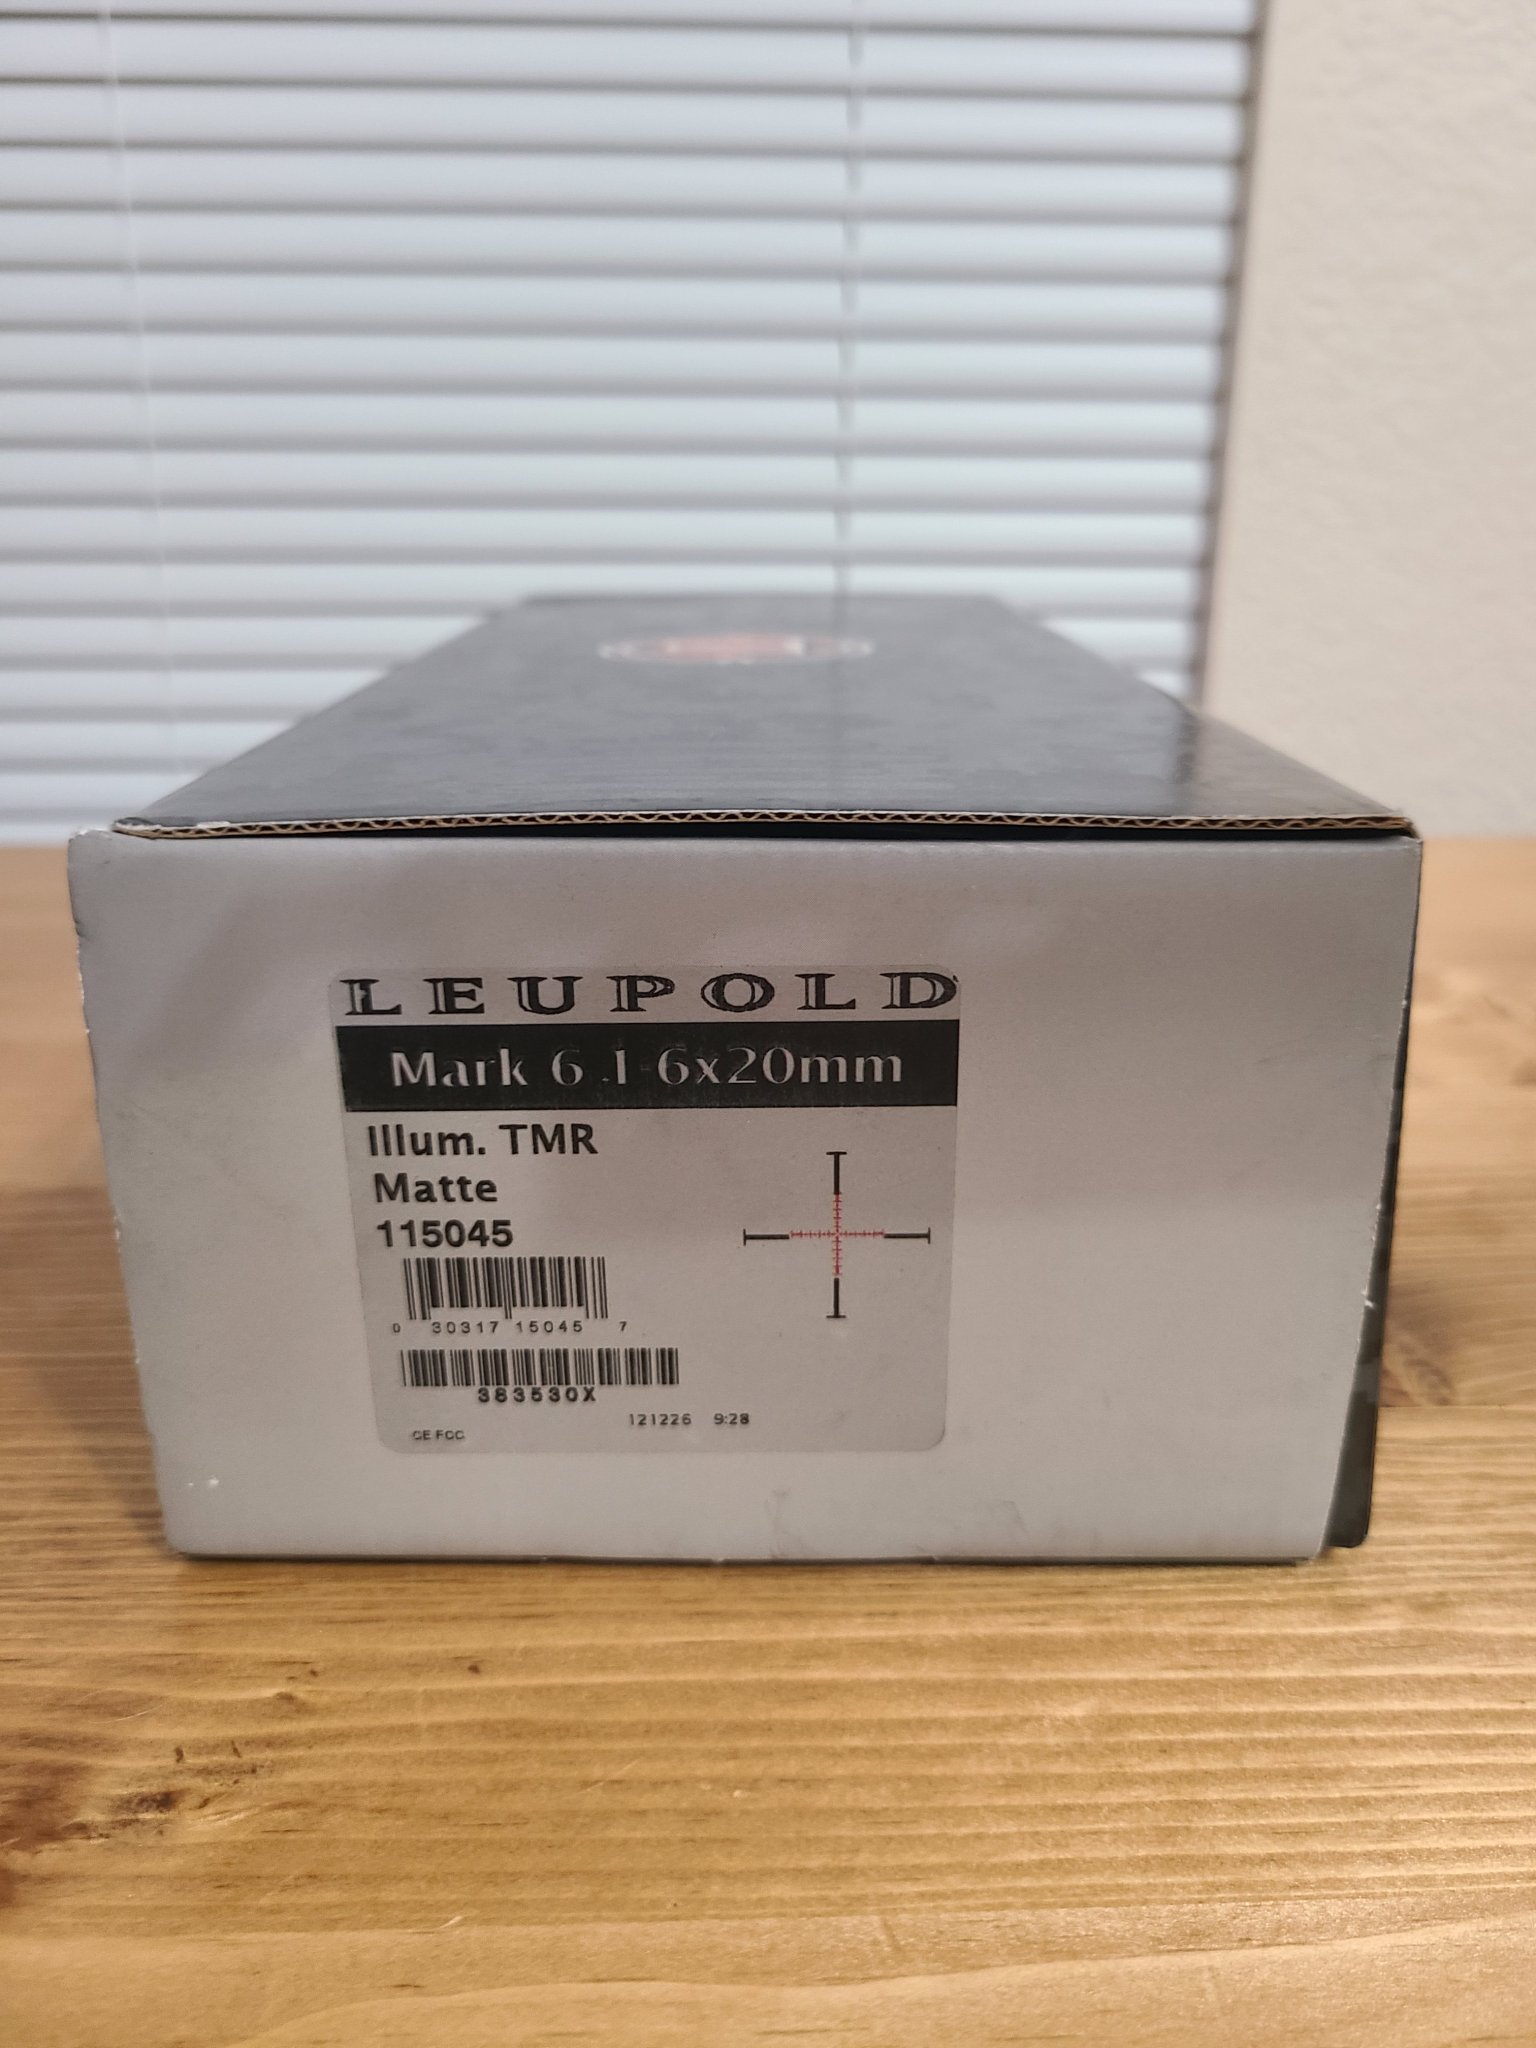 LEUPOLD
Mark 6 1-6x20mm
Illum. TMR
Matte
115045
0 30317 15045 7
383530X
121226 9:28
CE FCC